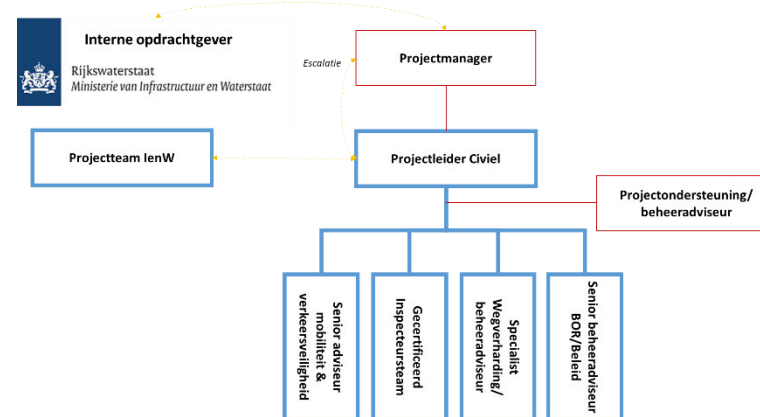 Interne opdrachtgever
Rijkswaterstaat
Ministerie van Infrastructuur en Waterstaat
Escalatie
Projectmanager
Projectteam IenW
Projectleider Civiel
Projectondersteuning/
beheeradviseur
Senior adviseur
mobiliteit &
verkeersveiligheid
Gecertificeerd
Inspecteursteam
Specialist
Wegverharding/
beheeradviseur
Senior beheeradviseur
BOR/Beleid